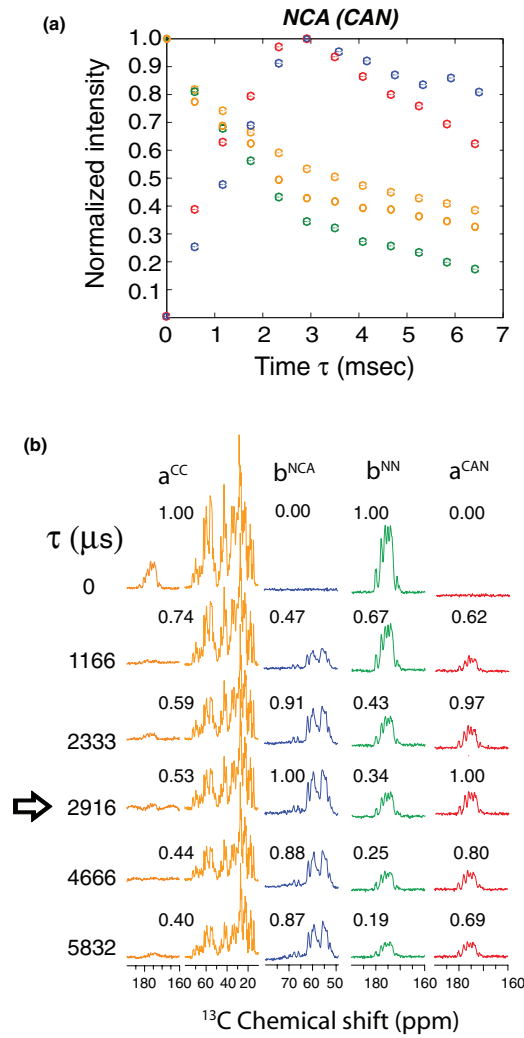 (a)
NCA (CAN)
Normalized intensity
1.0
0.9
0.8
0.7
0.6
0.5
0.4
0.3
0.2
0.1
0 1 2 3 4 5 6 7
Time τ (msec)
(b)
a^CC b^NCA b^NN a^CAN
τ (μs)
1.00 0.00 1.00 0.00
0
0.74 0.47 0.67 0.62
1166
0.59 0.91 0.43 0.97
2333
0.53 1.00 0.34 1.00
2916
0.44 0.88 0.25 0.80
4666
0.40 0.87 0.19 0.69
5832
180 160 60 40 20 70 60 50 180 160 180 160
13C Chemical shift (ppm)